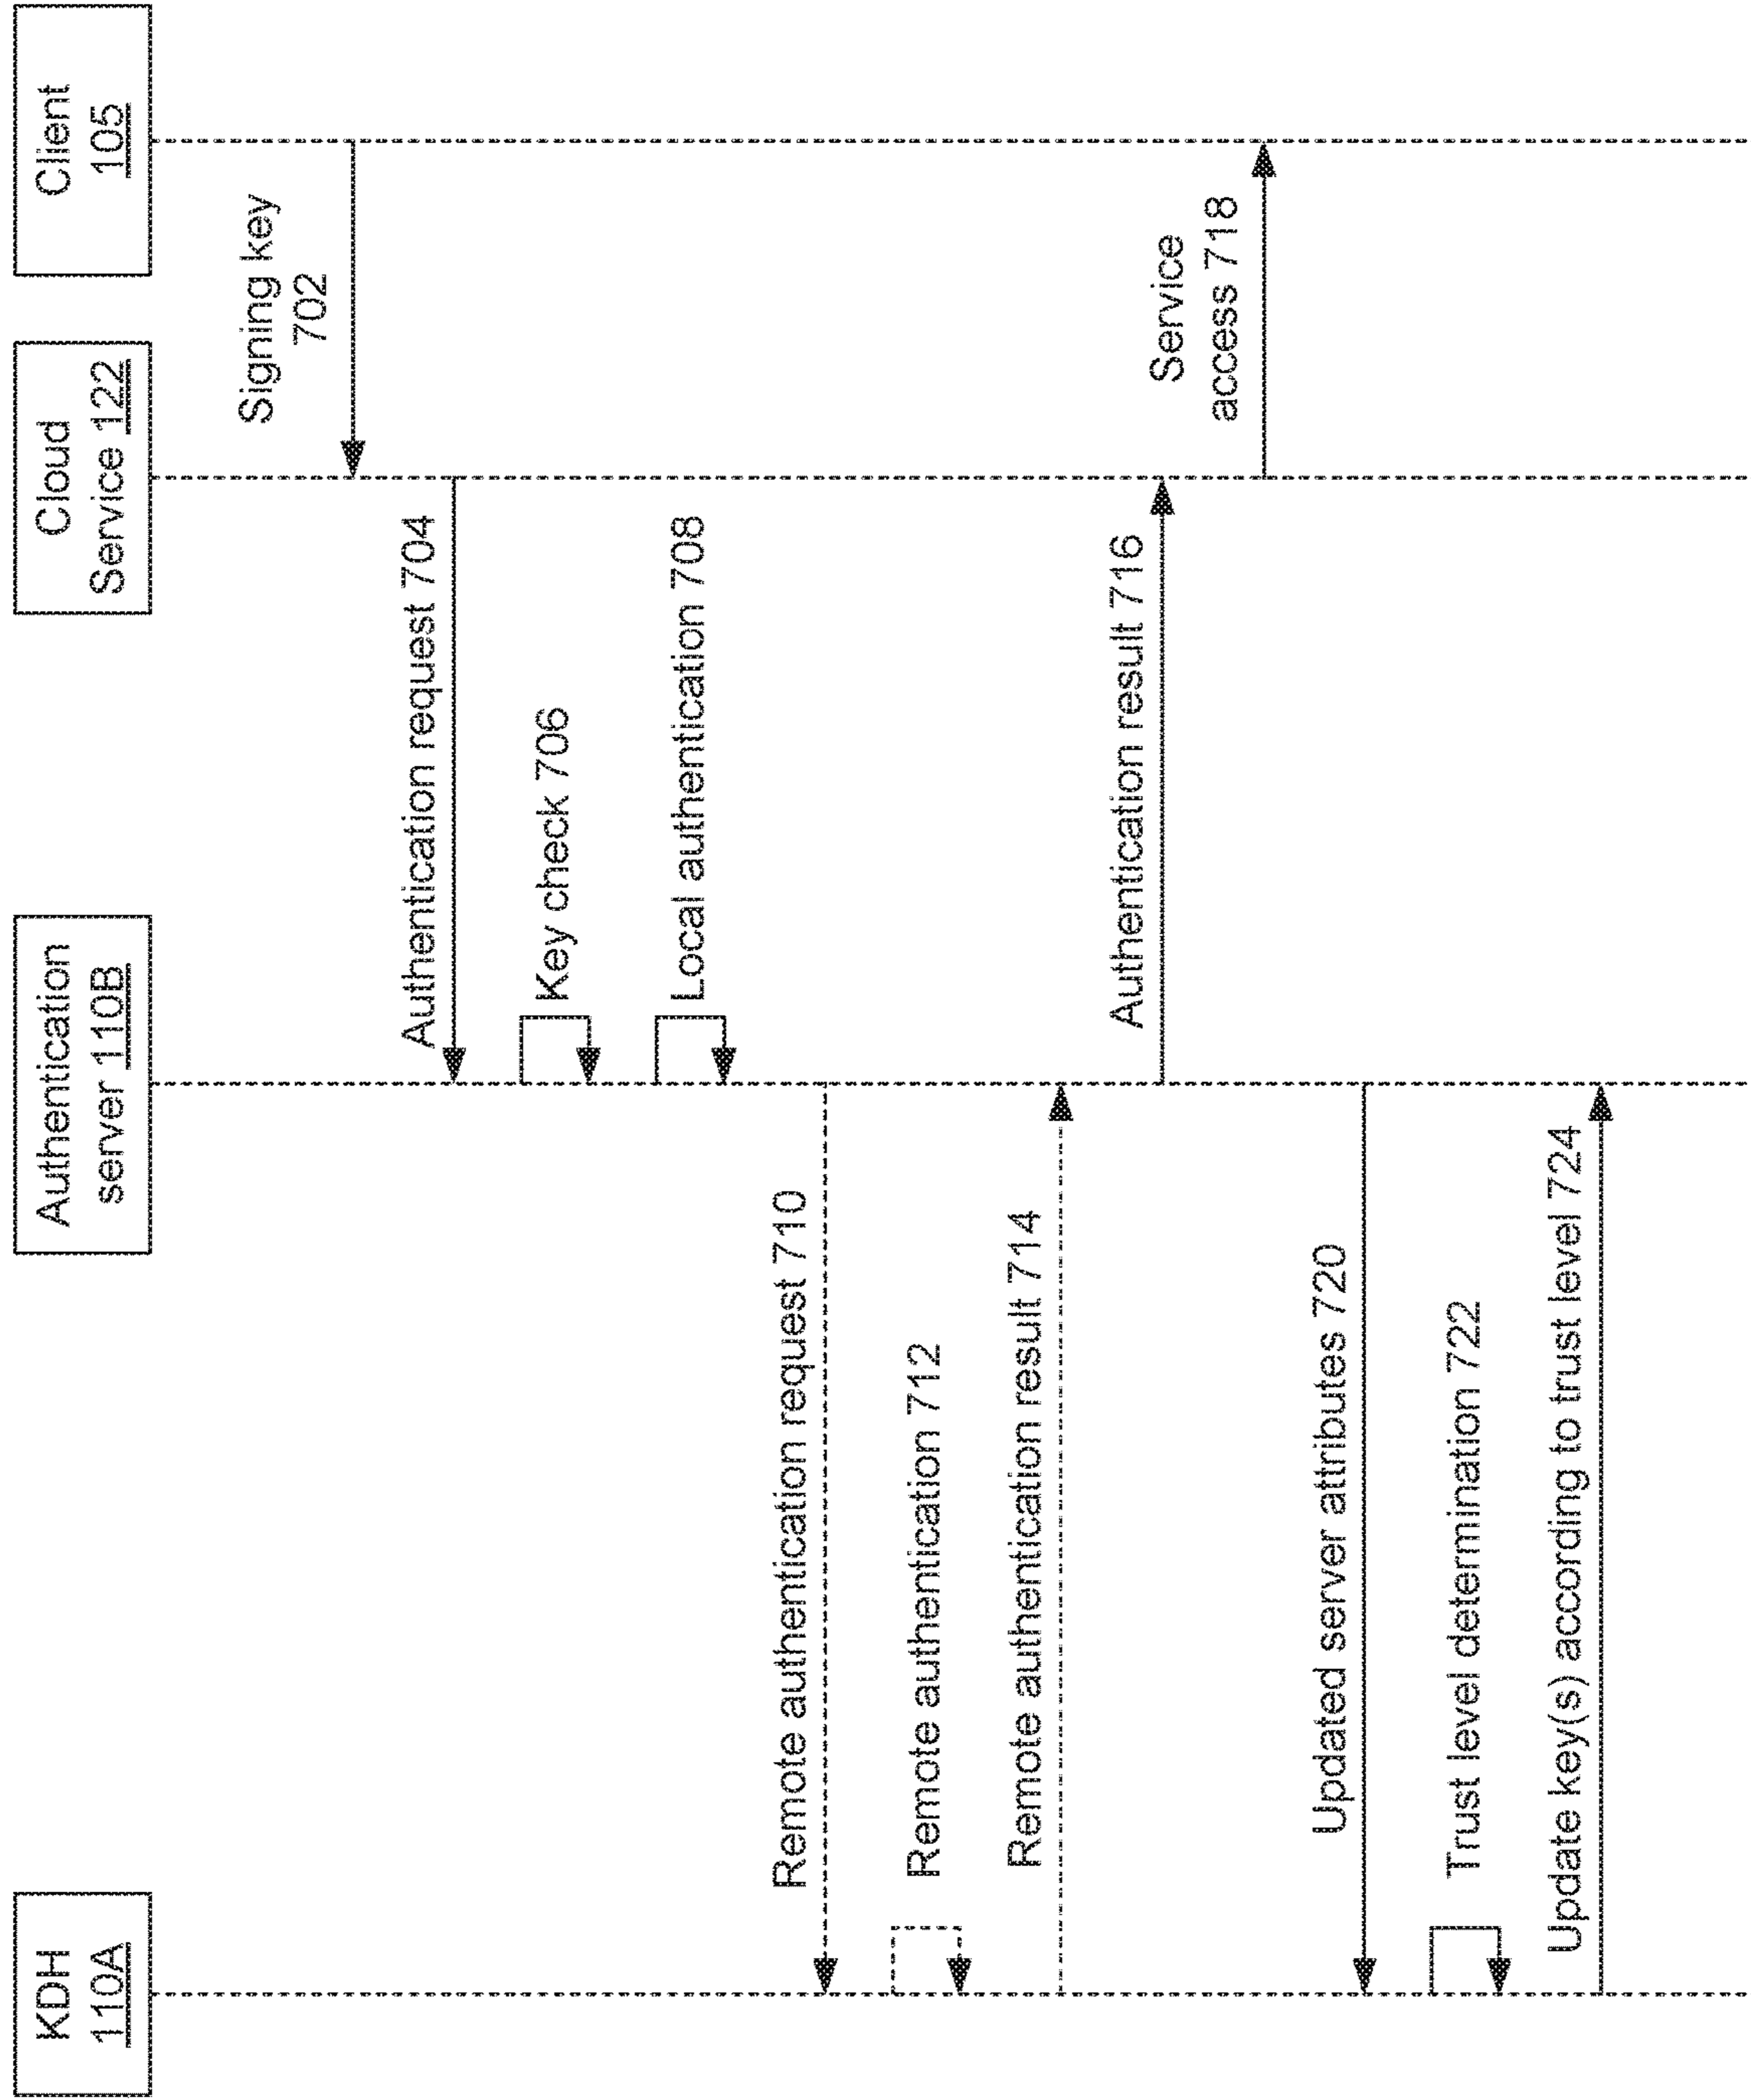 KDH
110A
Authentication
server 110B
Cloud
Service 122
Client
105
Signing key
702
Authentication request 704
Key check 706
Local authentication 708
Remote authentication request 710
Remote authentication 712
Remote authentication result 714
Authentication result 716
Service
access 718
Updated server attributes 720
Trust level determination 722
Update key(s) according to trust level 724